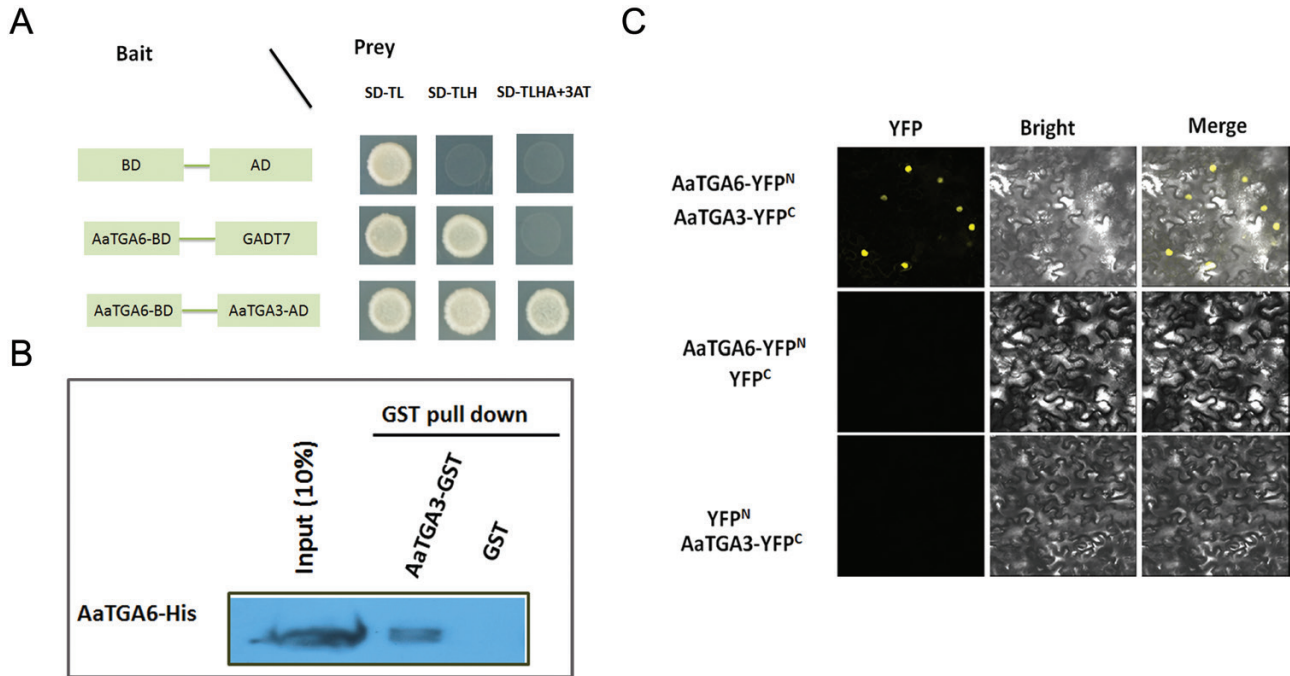 A
Bait
Prey
SD-TL SD-TLH SD-TLHA+3AT
BD AD
AaTGA6-BD GADT7
AaTGA6-BD AaTGA3-AD
B
GST pull down
Input (10%)
AaTGA3-GST
GST
AaTGA6-His
C
YFP Bright Merge
AaTGA6-YFPᴺ
AaTGA3-YFPᶜ
AaTGA6-YFPᴺ
YFPᶜ
YFPᴺ
AaTGA3-YFPᶜ